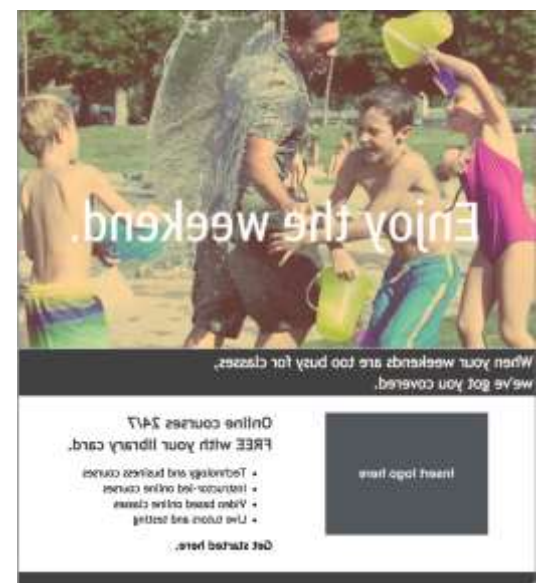 Enjoy the weekend.
When your weekends are too busy for classes,
we've got you covered.
Insert logo here
Online courses 24/7
FREE with your library card.
• Technology and business courses
• Instructor-led online courses
• Video based online classes
• Live tutors and testing
Get started here.